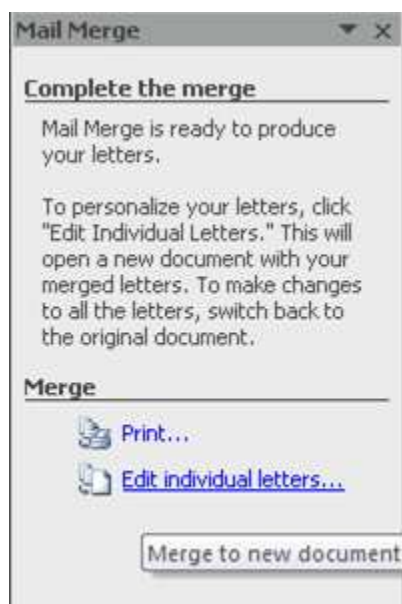 Mail Merge
Complete the merge
Mail Merge is ready to produce
your letters.
To personalize your letters, click
"Edit Individual Letters." This will
open a new document with your
merged letters. To make changes
to all the letters, switch back to
the original document.
Merge
Print...
Edit individual letters...
Merge to new document